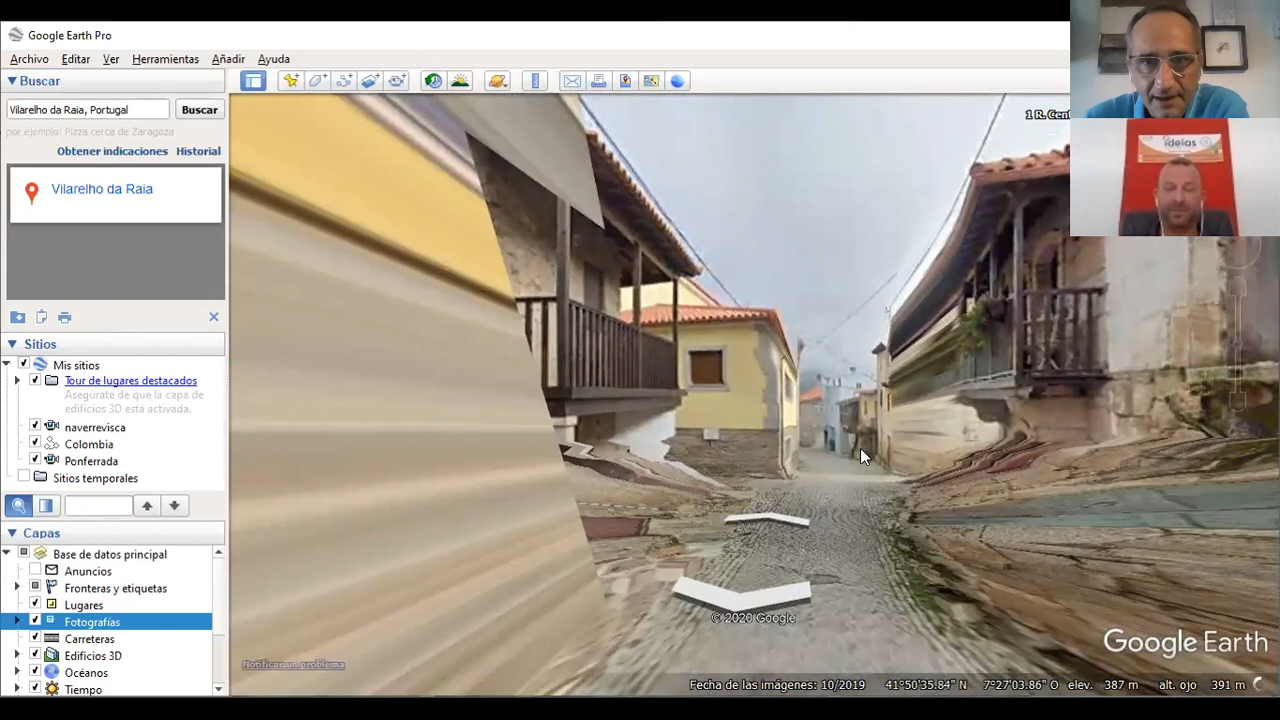 Google Earth Pro
Archivo Editar Ver Herramientas Añadir Ayuda
Buscar
Vilarelho da Raia, Portugal Buscar
por ejemplo: Pizza cerca de Zaragoza
Obtener indicaciones Historial
Vilarelho da Raia
Sitios
Mis sitios
Tour de lugares destacados
Asegúrate de que la capa de
edificios 3D está activada.
naverrevisca
Colombia
Ponferrada
Sitios temporales
Capas
Base de datos principal
Anuncios
Fronteras y etiquetas
Lugares
Fotografías
Carreteras
Edificios 3D
Océanos
Tiempo
1 R. Cent
ideias
© 2020 Google
Google Earth
Notificar un problema
Fecha de las imágenes: 10/2019 41°50'35.84" N 7°27'03.86" O elev. 387 m alt. ojo 391 m